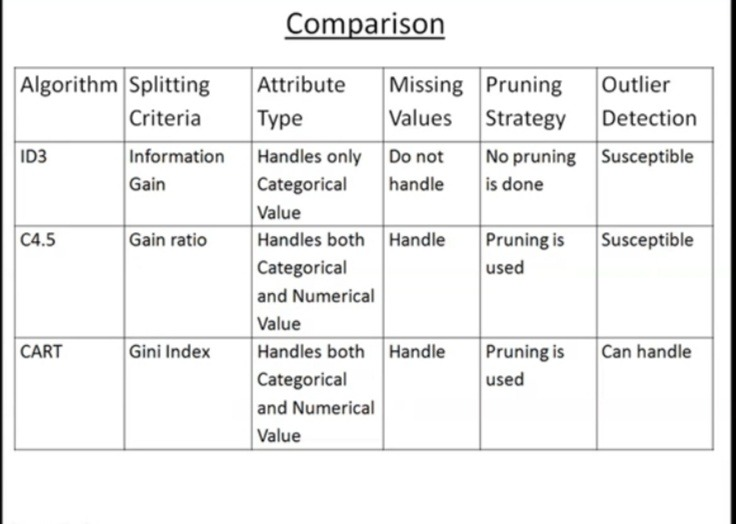 Comparison
Algorithm Splitting Criteria Attribute Type Missing Values Pruning Strategy Outlier Detection
ID3 Information Gain Handles only Categorical Value Do not handle No pruning is done Susceptible
C4.5 Gain ratio Handles both Categorical and Numerical Value Handle Pruning is used Susceptible
CART Gini Index Handles both Categorical and Numerical Value Handle Pruning is used Can handle